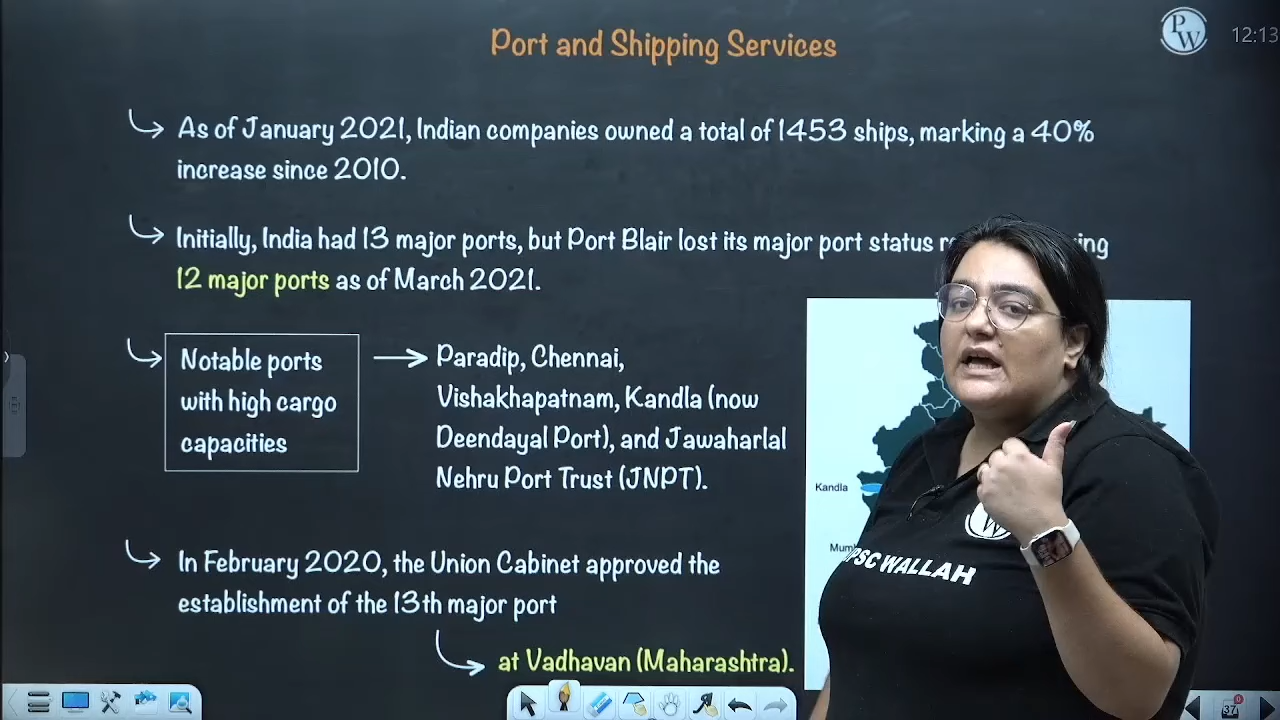 Port and Shipping Services
PW
12:13
As of January 2021, Indian companies owned a total of 1453 ships, marking a 40%
increase since 2010.
Initially, India had 13 major ports, but Port Blair lost its major port status
12 major ports as of March 2021.
Notable ports
with high cargo
capacities
Paradip, Chennai,
Vishakhapatnam, Kandla (now
Deendayal Port), and Jawaharlal
Nehru Port Trust (JNPT).
Kandla
In February 2020, the Union Cabinet approved the
establishment of the 13th major port
at Vadhavan (Maharashtra).
PSC WALLAH
37